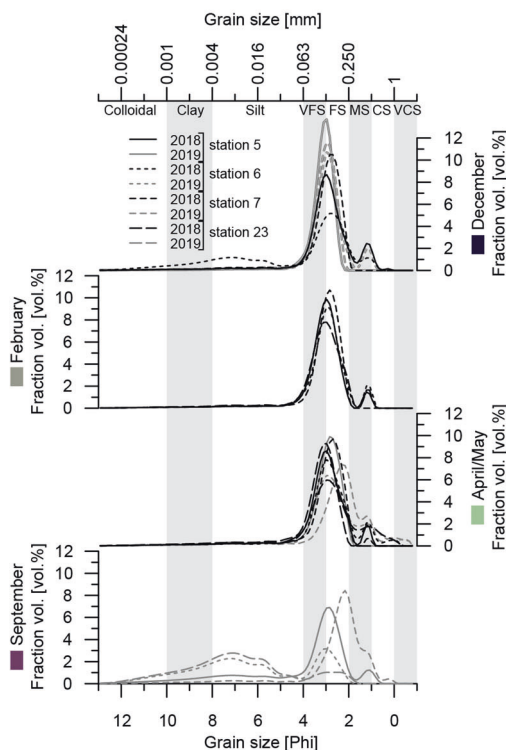 Grain size [mm]
0.00024 0.001 0.004 0.016 0.063 0.250 1
Colloidal Clay Silt VFS FS MS CS VCS
2018
2019
station 5
2018
2019
station 6
2018
2019
station 7
2018
2019
station 23
12
10
8
6
4
2
0
December
Fraction vol. [vol.%]
12
10
8
6
4
2
0
February
Fraction vol. [vol.%]
12
10
8
6
4
2
0
April/May
Fraction vol. [vol.%]
12
10
8
6
4
2
0
September
Fraction vol. [vol.%]
12 10 8 6 4 2 0
Grain size [Phi]